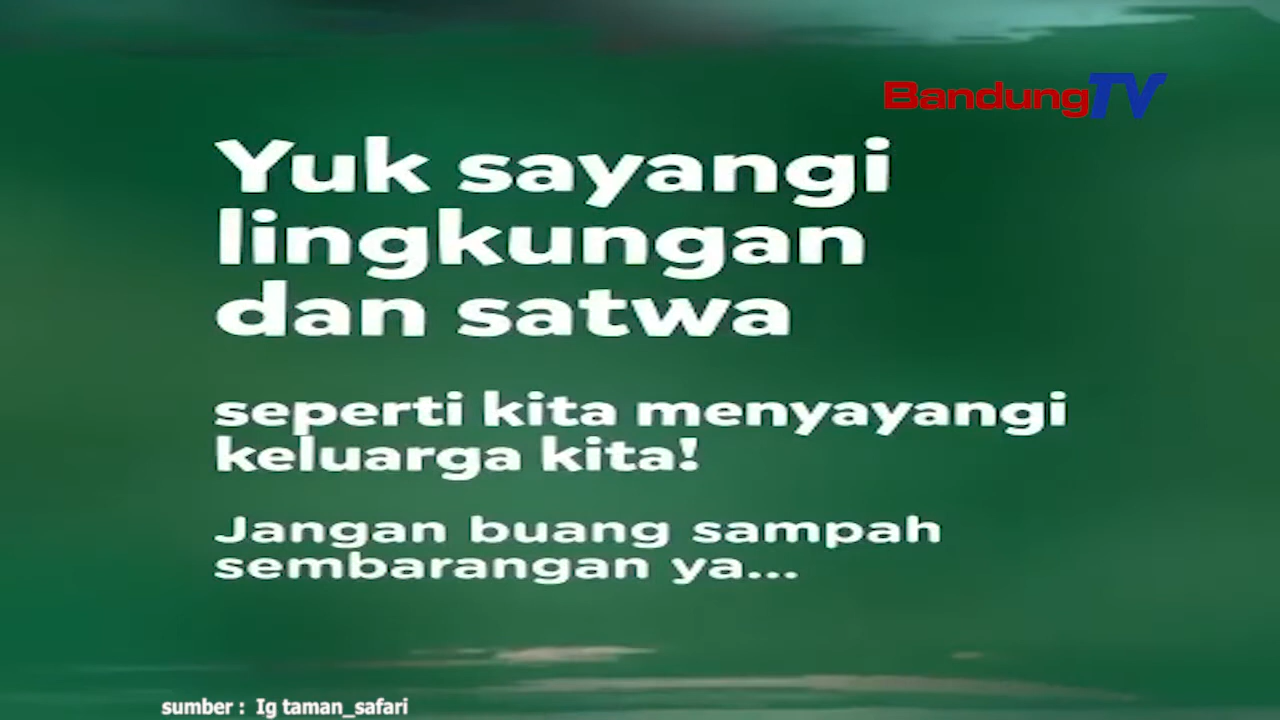 BandungTV
Yuk sayangi
lingkungan
dan satwa
seperti kita menyayangi
keluarga kita!
Jangan buang sampah
sembarangan ya...
sumber : Ig taman_safari